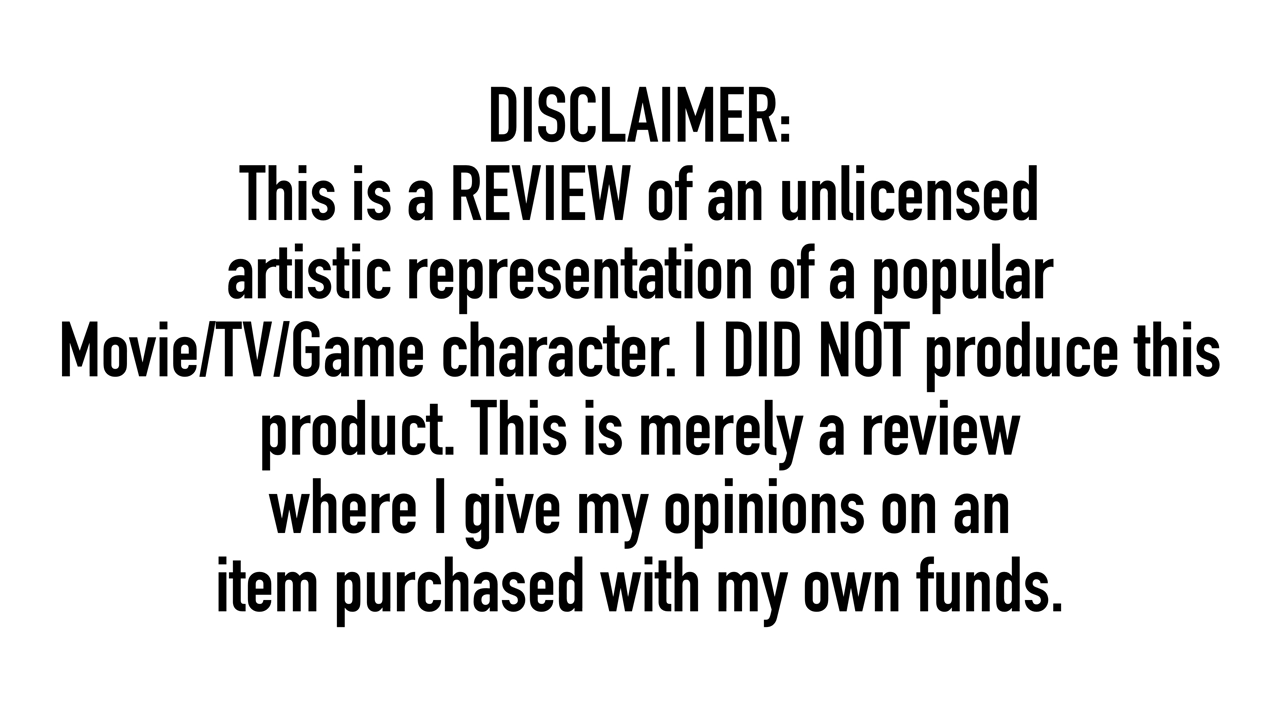 DISCLAIMER:
This is a REVIEW of an unlicensed
artistic representation of a popular
Movie/TV/Game character. I DID NOT produce this
product. This is merely a review
where I give my opinions on an
item purchased with my own funds.